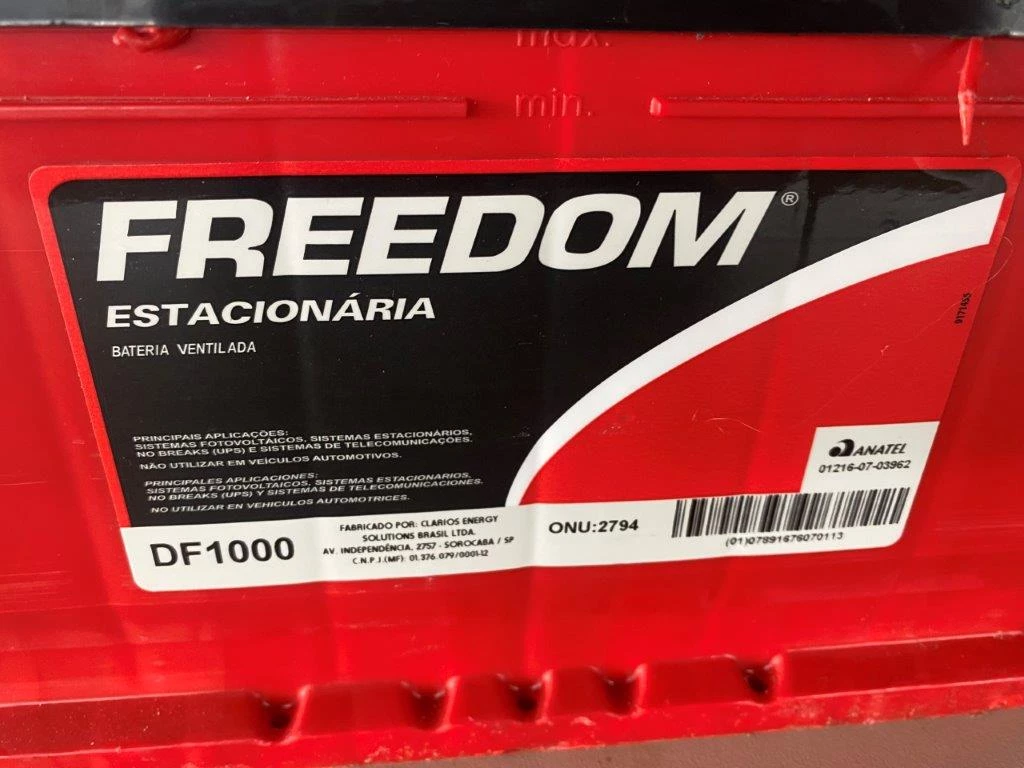 max.
min.
FREEDOM®
ESTACIONÁRIA
BATERIA VENTILADA
9171455
PRINCIPAIS APLICAÇÕES:
SISTEMAS FOTOVOLTÁICOS, SISTEMAS ESTACIONÁRIOS,
NO BREAKS (UPS) E SISTEMAS DE TELECOMUNICAÇÕES.
NÃO UTILIZAR EM VEÍCULOS AUTOMOTIVOS.
PRINCIPALES APLICACIONES:
SISTEMAS FOTOVOLTAICOS, SISTEMAS ESTACIONARIOS,
NO BREAKS (UPS) Y SISTEMAS DE TELECOMUNICACIONES.
NO UTILIZAR EN VEHICULOS AUTOMOTRICES.
ANATEL
01216-07-03962
DF1000
FABRICADO POR: CLARIOS ENERGY
SOLUTIONS BRASIL LTDA.
AV. INDEPENDÊNCIA, 2757 - SOROCABA / SP
C.N.P.J.(MF): 01.376.079/0001-12
ONU:2794
(01)07891676070113